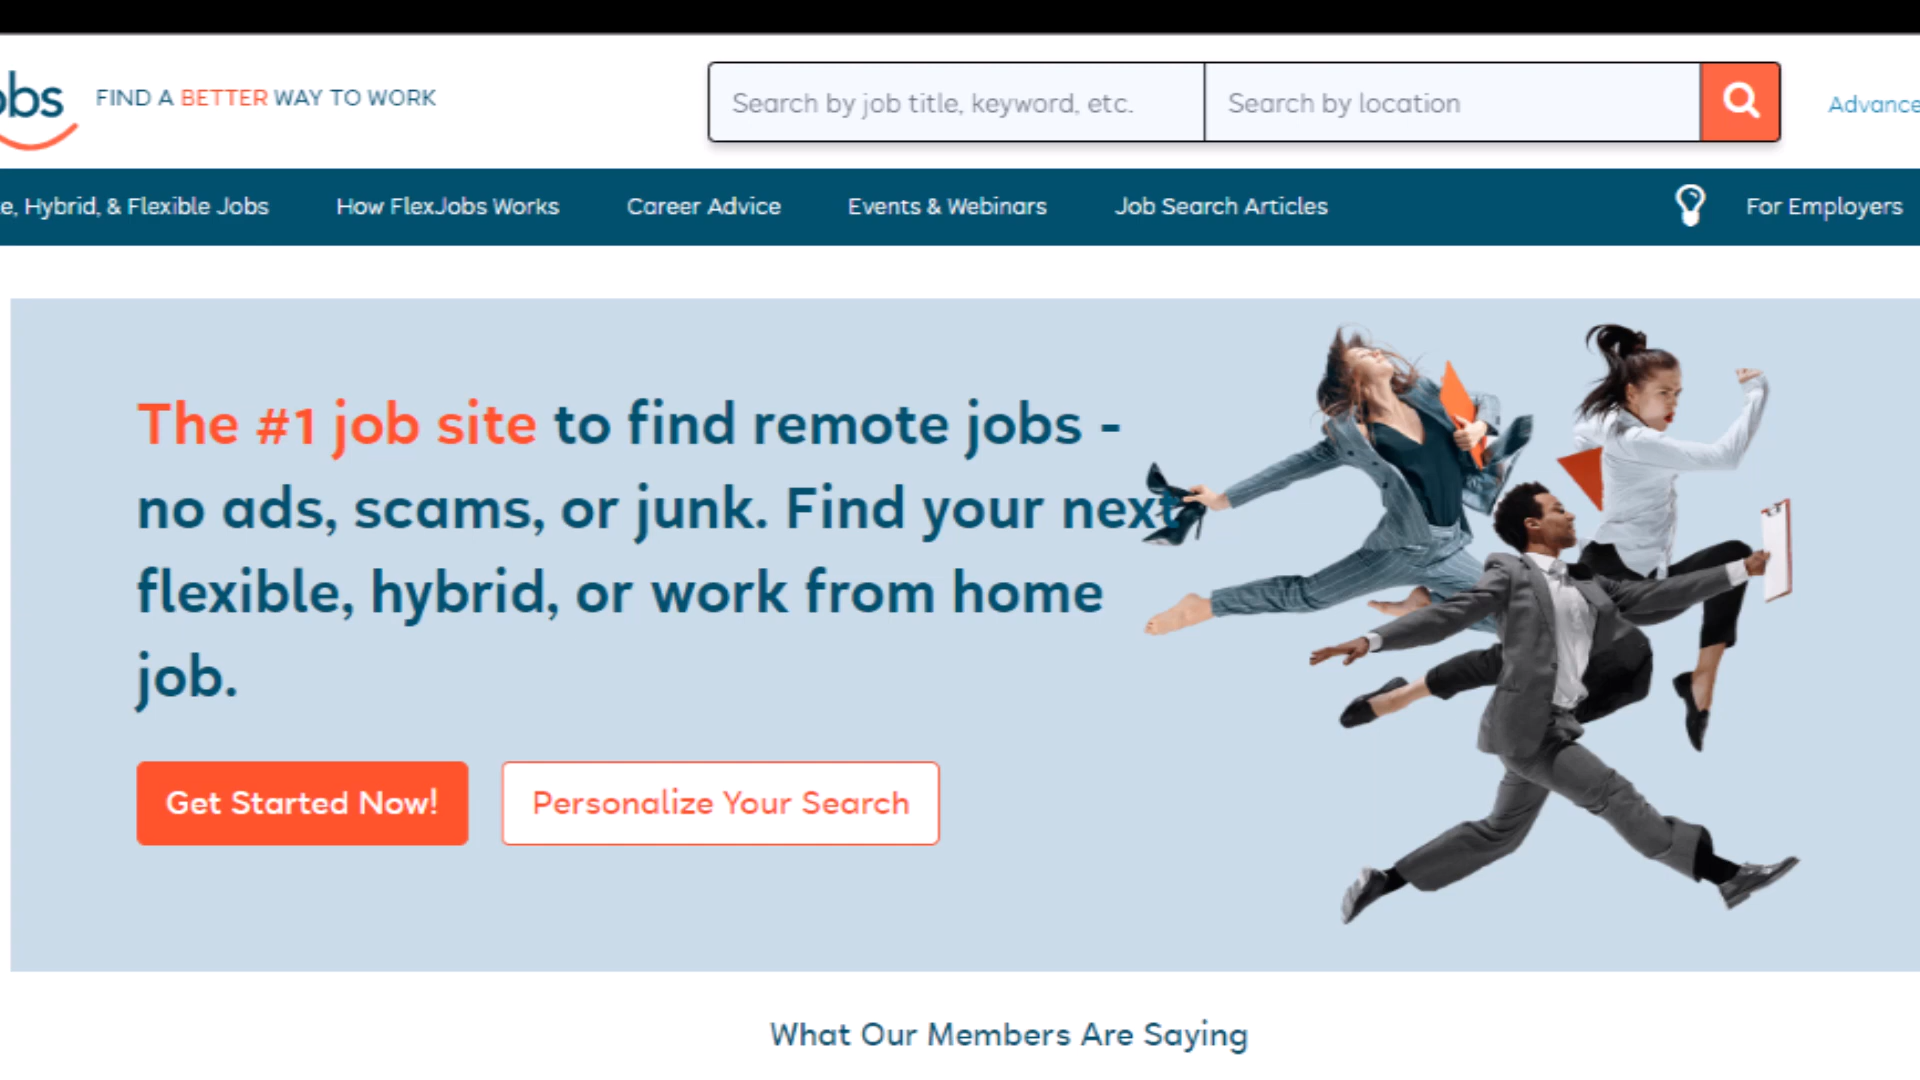 obs
FIND A BETTER WAY TO WORK
Search by job title, keyword, etc.
Search by location
Advance
e, Hybrid, & Flexible Jobs
How FlexJobs Works
Career Advice
Events & Webinars
Job Search Articles
For Employers
The #1 job site to find remote jobs -
no ads, scams, or junk. Find your next
flexible, hybrid, or work from home
job.
Get Started Now!
Personalize Your Search
What Our Members Are Saying